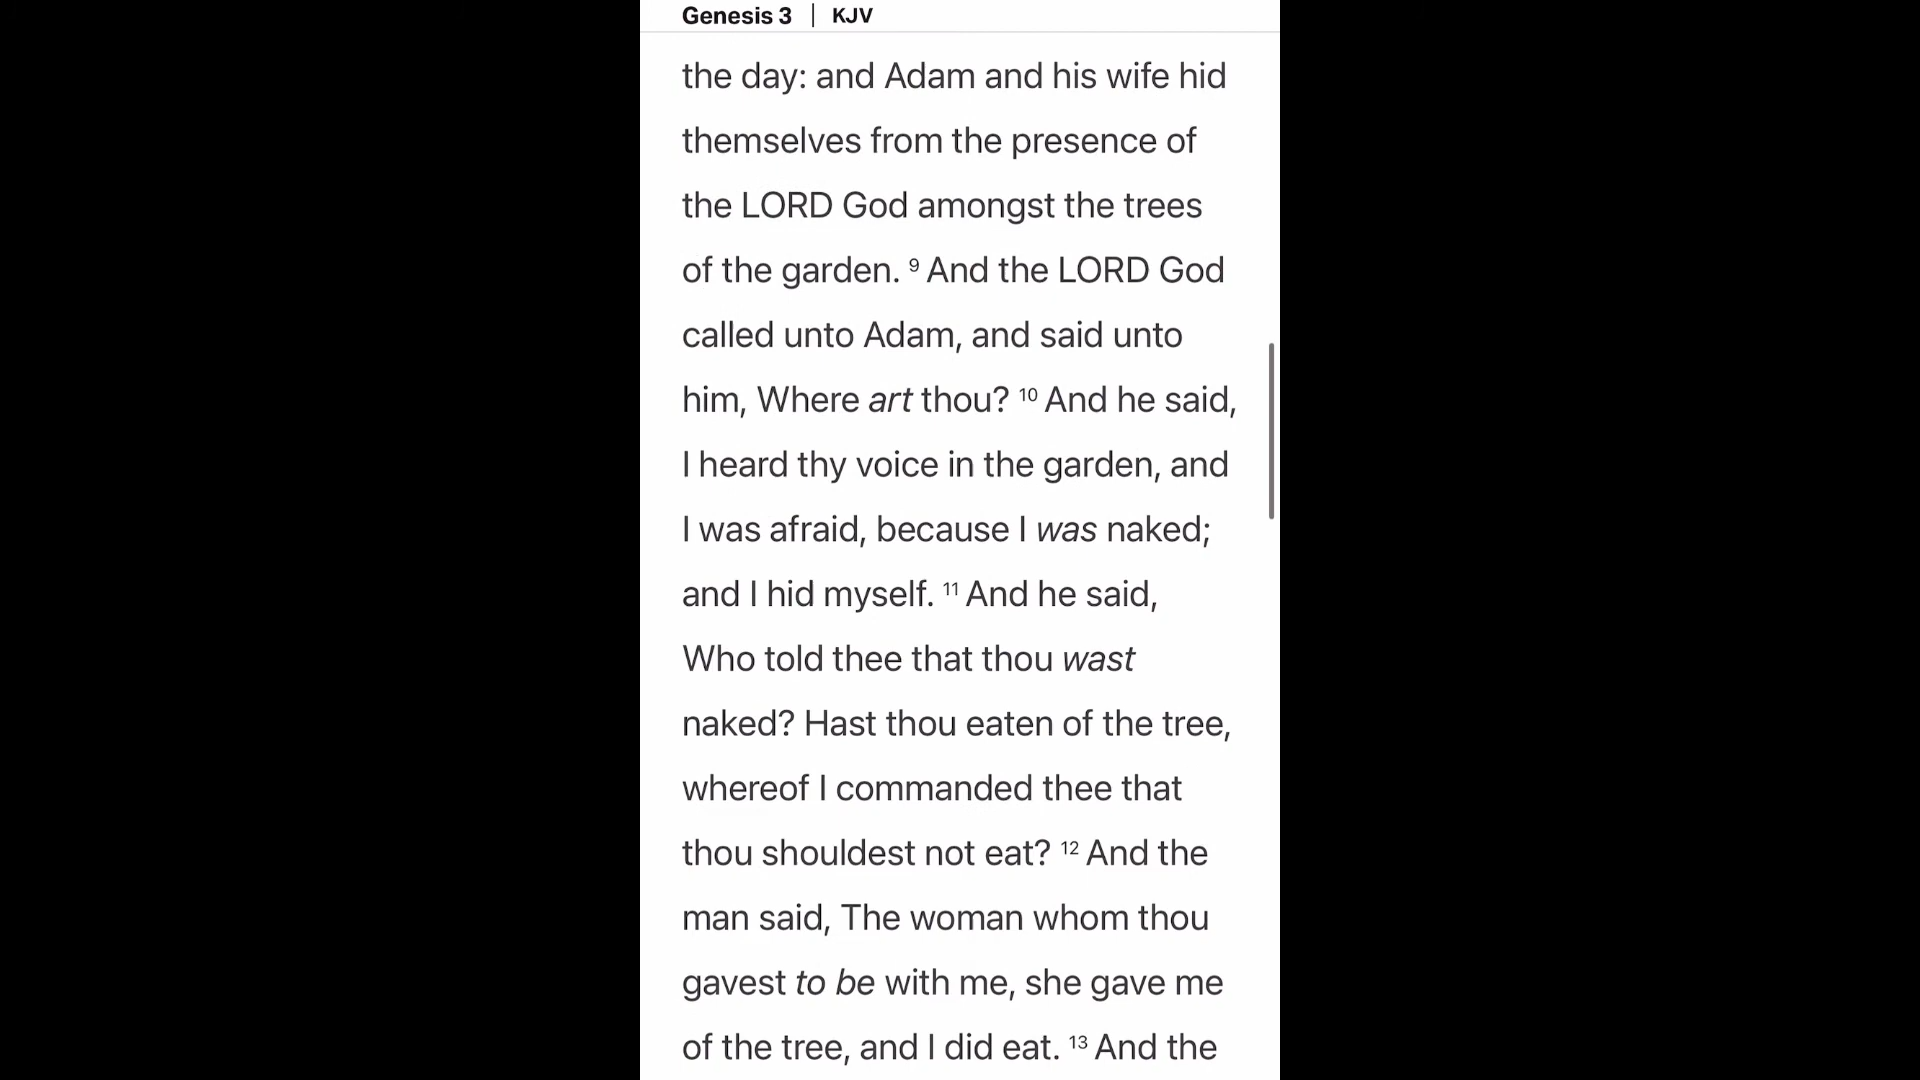 Genesis 3 | KJV
the day: and Adam and his wife hid
themselves from the presence of
the LORD God amongst the trees
of the garden. 9 And the LORD God
called unto Adam, and said unto
him, Where art thou? 10 And he said,
I heard thy voice in the garden, and
I was afraid, because I was naked;
and I hid myself. 11 And he said,
Who told thee that thou wast
naked? Hast thou eaten of the tree,
whereof I commanded thee that
thou shouldest not eat? 12 And the
man said, The woman whom thou
gavest to be with me, she gave me
of the tree, and I did eat. 13 And the